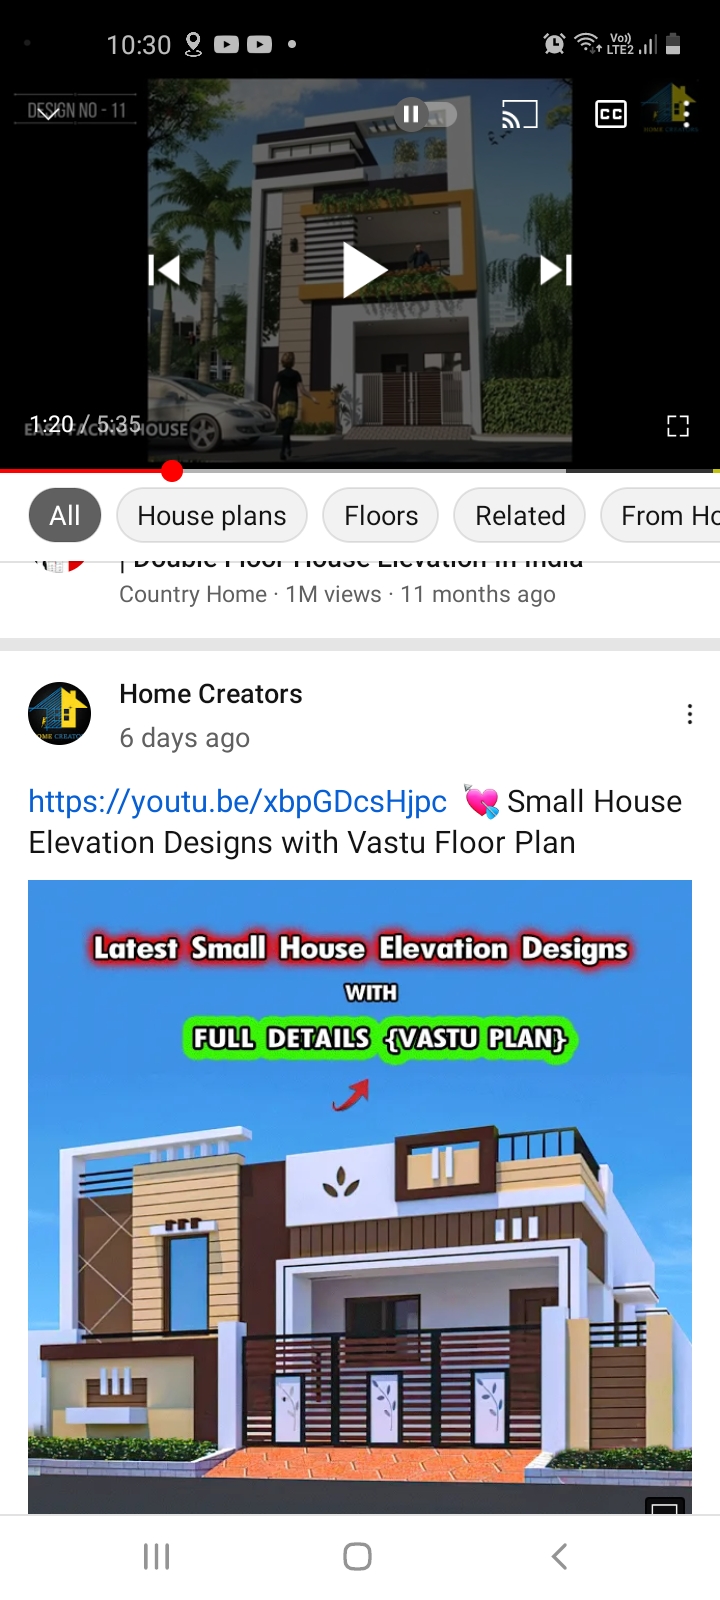 10:30
Vo))
LTE2
DESIGN NO - 11
CC
HOME CREATORS
1:20 / 5:35
EAST FACING HOUSE
All
House plans
Floors
Related
From Ho
| Double Floor House Elevation In India
Country Home · 1M views · 11 months ago
Home Creators
6 days ago
https://youtu.be/xbpGDcsHjpc 💘 Small House
Elevation Designs with Vastu Floor Plan
Latest Small House Elevation Designs
WITH
FULL DETAILS {VASTU PLAN}